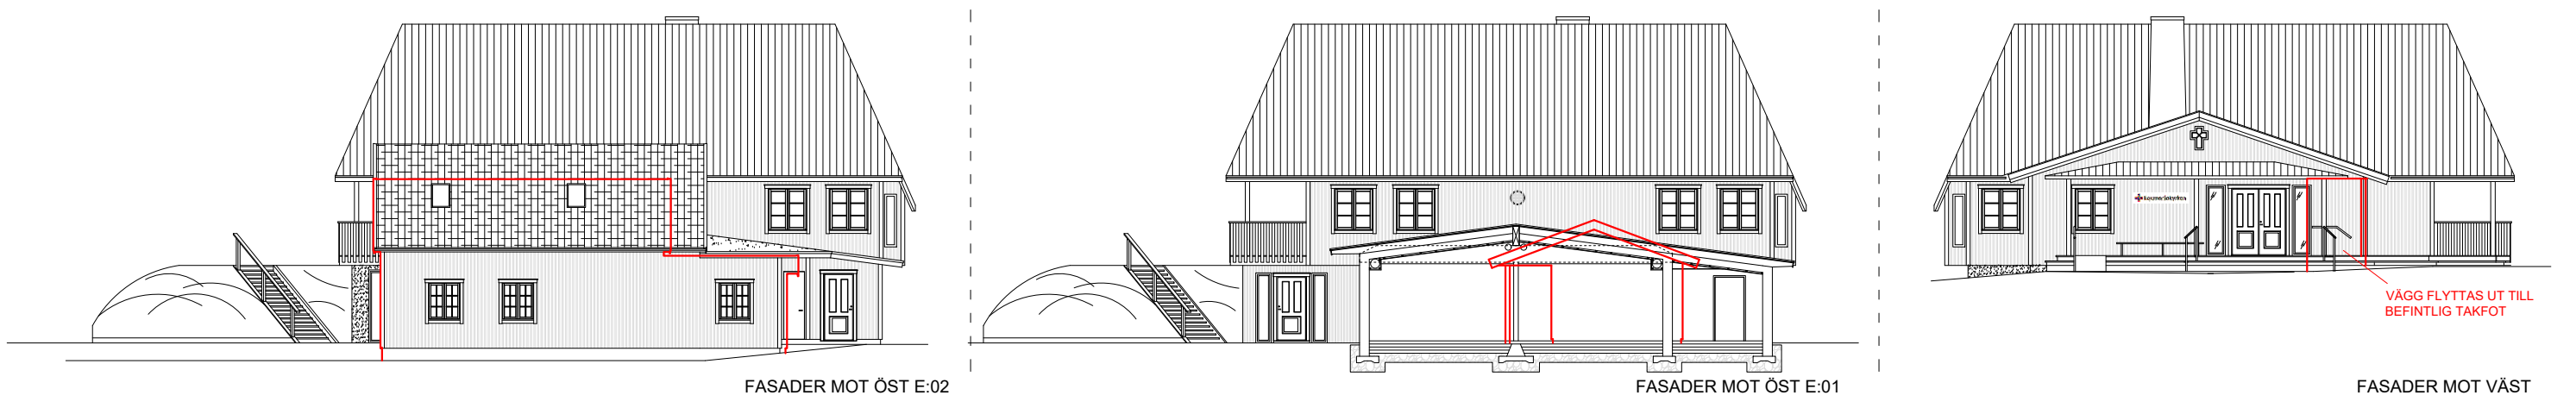 FASADER MOT ÖST E:02
FASADER MOT ÖST E:01
VÄGG FLYTTAS UT TILL
BEFINTLIG TAKFOT
FASADER MOT VÄST